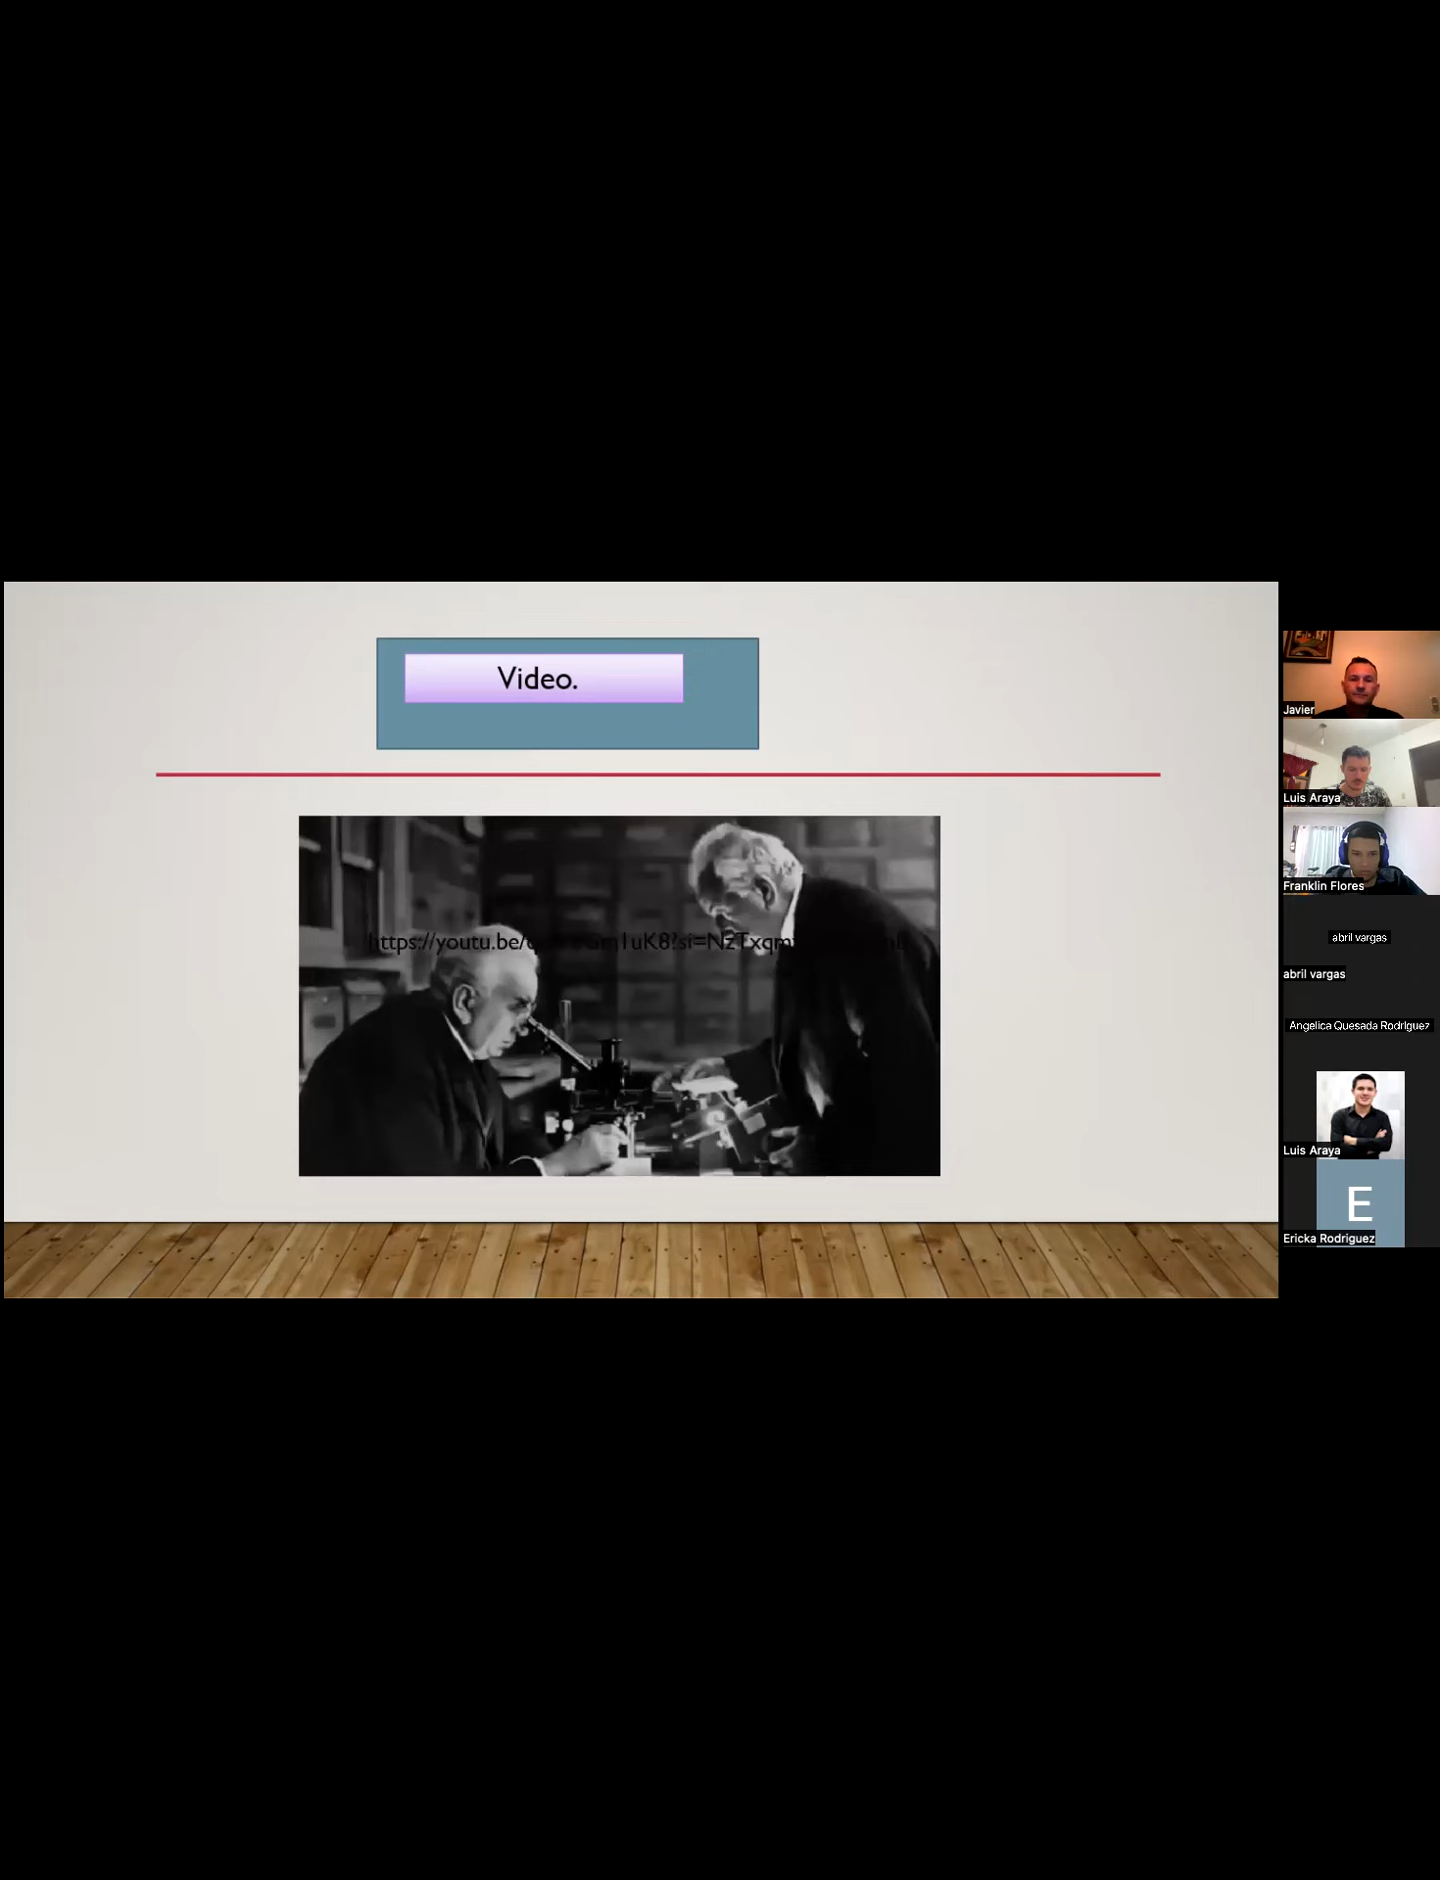 Video.
Javier
Luis Araya
Franklin Flores
abril vargas
abril vargas
Angelica Quesada Rodriguez
Luis Araya
E
Ericka Rodriguez